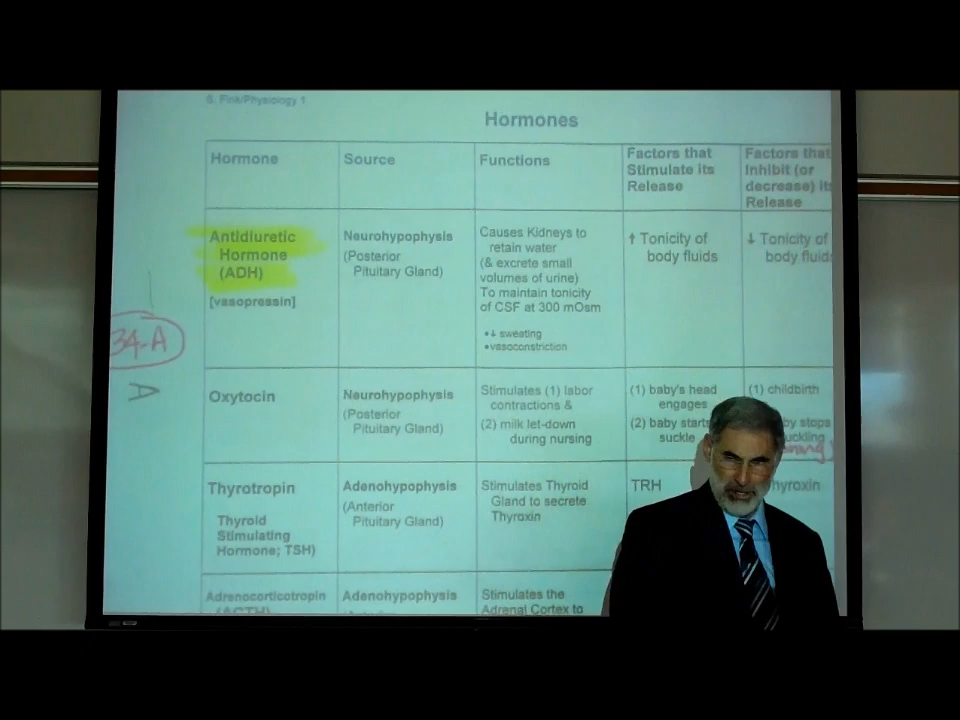 S. Fink/Physiology 1
Hormones
Hormone
Source
Functions
Factors that
Stimulate its
Release
Factors that
Inhibit (or
decrease) its
Release
Antidiuretic
Hormone
(ADH)
[vasopressin]
Neurohypophysis
(Posterior
Pituitary Gland)
Causes Kidneys to
retain water
(& excrete small
volumes of urine)
To maintain tonicity
of CSF at 300 mOsm
•↓ sweating
•vasoconstriction
↑ Tonicity of
body fluids
↓ Tonicity of
body fluids
34-A
Oxytocin
Neurohypophysis
(Posterior
Pituitary Gland)
Stimulates (1) labor
contractions &
(2) milk let-down
during nursing
(1) baby's head
engages
(2) baby starts
suckle
(1) childbirth
by stops
uckling
Thyrotropin
Thyroid
Stimulating
Hormone; TSH)
Adenohypophysis
(Anterior
Pituitary Gland)
Stimulates Thyroid
Gland to secrete
Thyroxin
TRH
hyroxin
Adrenocorticotropin
(ACTH)
Adenohypophysis
Stimulates the
Adrenal Cortex to